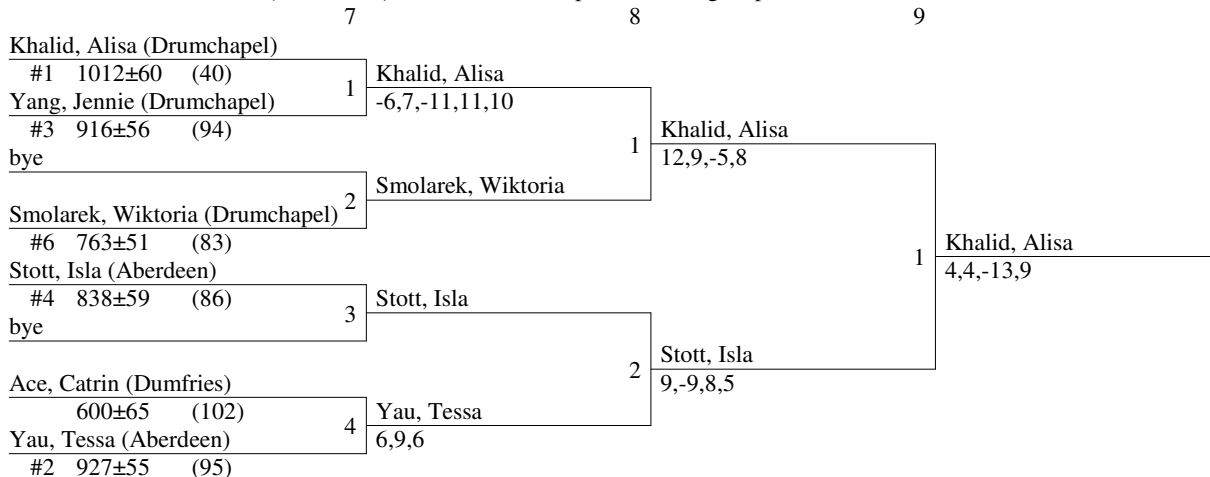 7 8 9
Khalid, Alisa (Drumchapel)
#1 1012±60 (40)
1
Khalid, Alisa
-6,7,-11,11,10
Yang, Jennie (Drumchapel)
#3 916±56 (94)
1
Khalid, Alisa
12,9,-5,8
bye
2
Smolarek, Wiktoria
Smolarek, Wiktoria (Drumchapel)
#6 763±51 (83)
1
Khalid, Alisa
4,4,-13,9
Stott, Isla (Aberdeen)
#4 838±59 (86)
3
Stott, Isla
bye
2
Stott, Isla
9,-9,8,5
Ace, Catrin (Dumfries)
600±65 (102)
4
Yau, Tessa
6,9,6
Yau, Tessa (Aberdeen)
#2 927±55 (95)